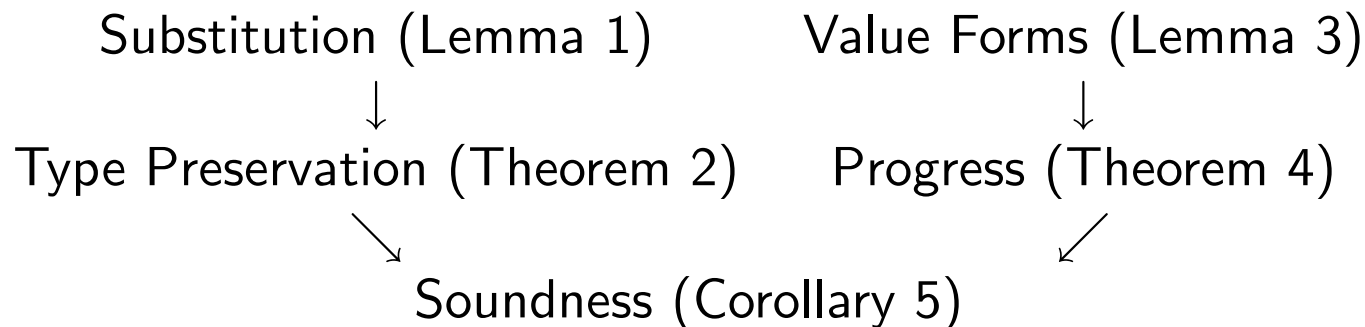 Substitution (Lemma 1) Value Forms (Lemma 3)
Type Preservation (Theorem 2) Progress (Theorem 4)
Soundness (Corollary 5)